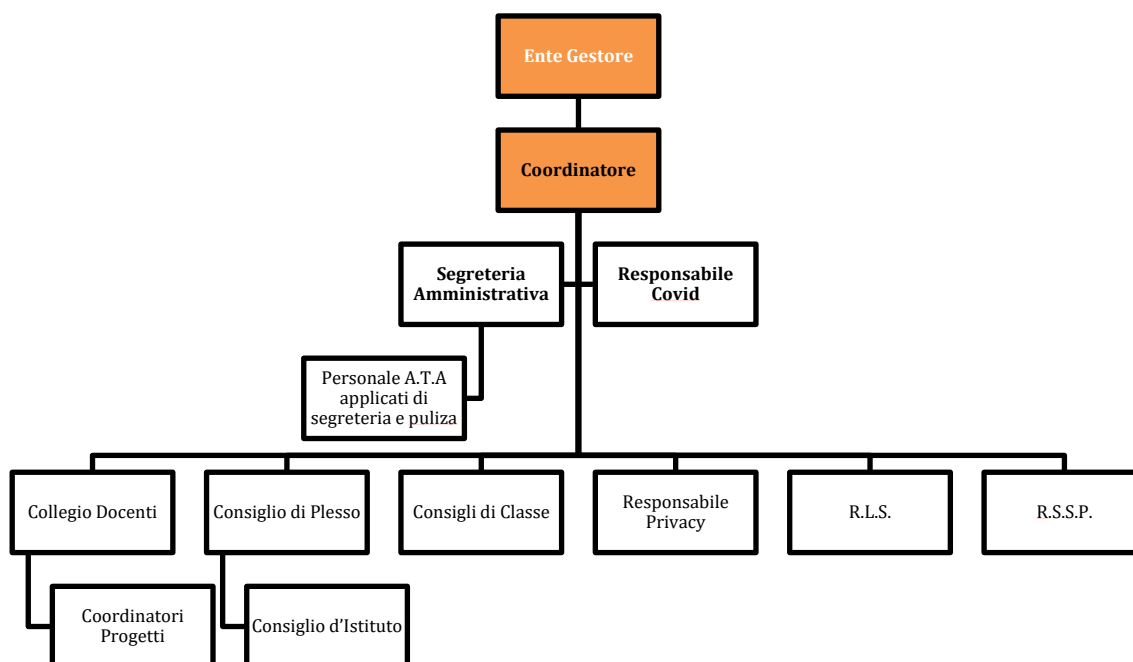 Ente Gestore
Coordinatore
Segreteria
Amministrativa
Responsabile
Covid
Personale A.T.A
applicati di
segreteria e puliza
Collegio Docenti
Consiglio di Plesso
Consigli di Classe
Responsabile
Privacy
R.L.S.
R.S.S.P.
Coordinatori
Progetti
Consiglio d’Istituto